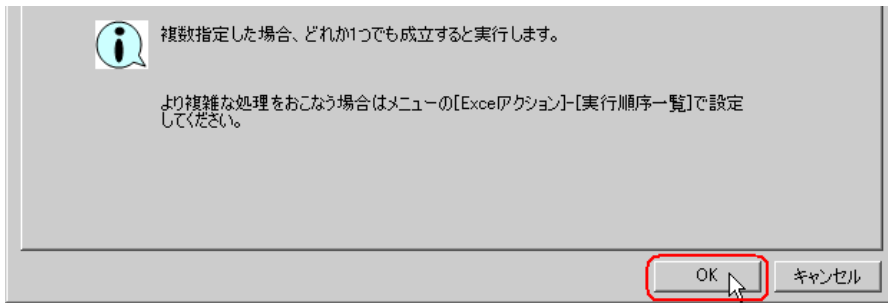 複数指定した場合、どれか1つでも成立すると実行します。
より複雑な処理をおこなう場合はメニューの[Excelアクション]-[実行順序一覧]で設定
してください。
OK
キャンセル